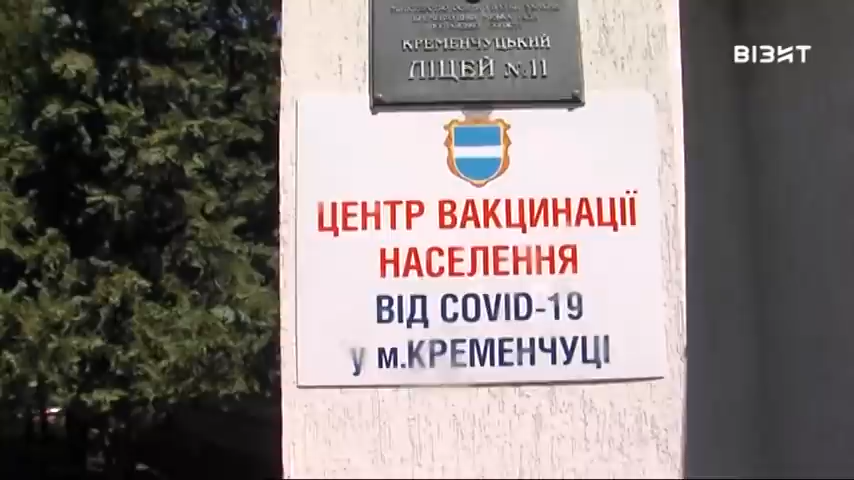 ВІЗИТ
КРЕМЕНЧУЦЬКИЙ
ЛІЦЕЙ №11
ЦЕНТР ВАКЦИНАЦІЇ
НАСЕЛЕННЯ
ВІД COVID-19
у м.КРЕМЕНЧУЦІ